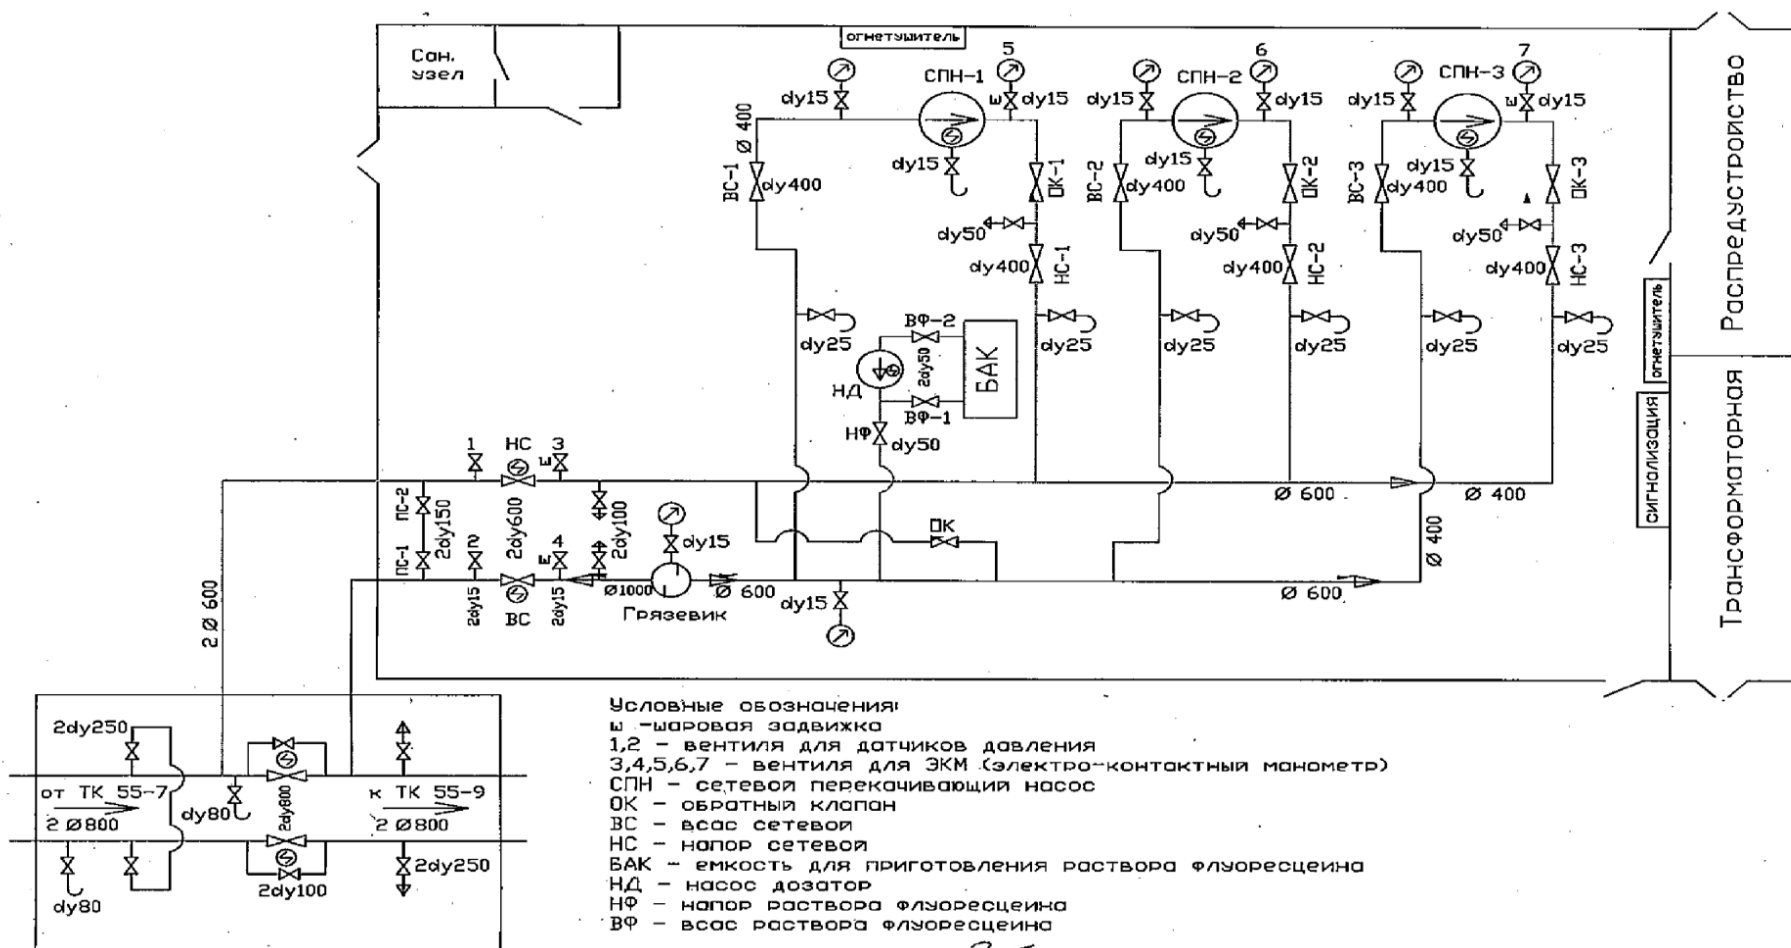 Сан.
узел
огнетушитель
5
6
7
СПН-1
СПН-2
СПН-3
dy15
ш
dy15
dy15
dy15
dy15
ш
dy15
Ø 400
dy15
dy15
dy15
ВС-1
dy400
ОК-1
ВС-2
dy400
ОК-2
ВС-3
dy400
ОК-3
dy50
dy50
dy50
dy400
НС-1
dy400
НС-2
dy400
НС-3
dy25
ВФ-2
2dy50
БАК
НД
ВФ-1
НФ
dy50
dy25
dy25
dy25
dy25
dy25
Распредустройство
огнетушитель
сигнализация
Трансформаторная
1
НС
ш
3
ПС-2
2dy150
2dy600
2dy100
Ø 600
Ø 400
ОК
Ø 400
ПС-1
2
ш
4
dy15
2dy15
ВС
2dy15
Ø1000
Грязевик
Ø 600
dy15
Ø 600
2 Ø 600
2dy250
от ТК 55-7
2 Ø800
dy80
2dy800
к ТК 55-9
2 Ø800
dy80
2dy100
2dy250
Условные обозначения:
ш -шаровая задвижка
1,2 - вентиля для датчиков давления
3,4,5,6,7 - вентиля для ЭКМ (электро-контактный манометр)
СПН - сетевой перекачивающий насос
ОК - обратный клапан
ВС - всас сетевой
НС - напор сетевой
БАК - емкость для приготовления раствора флуоресцеина
НД - насос дозатор
НФ - напор раствора флуоресцеина
ВФ - всас раствора флуоресцеина